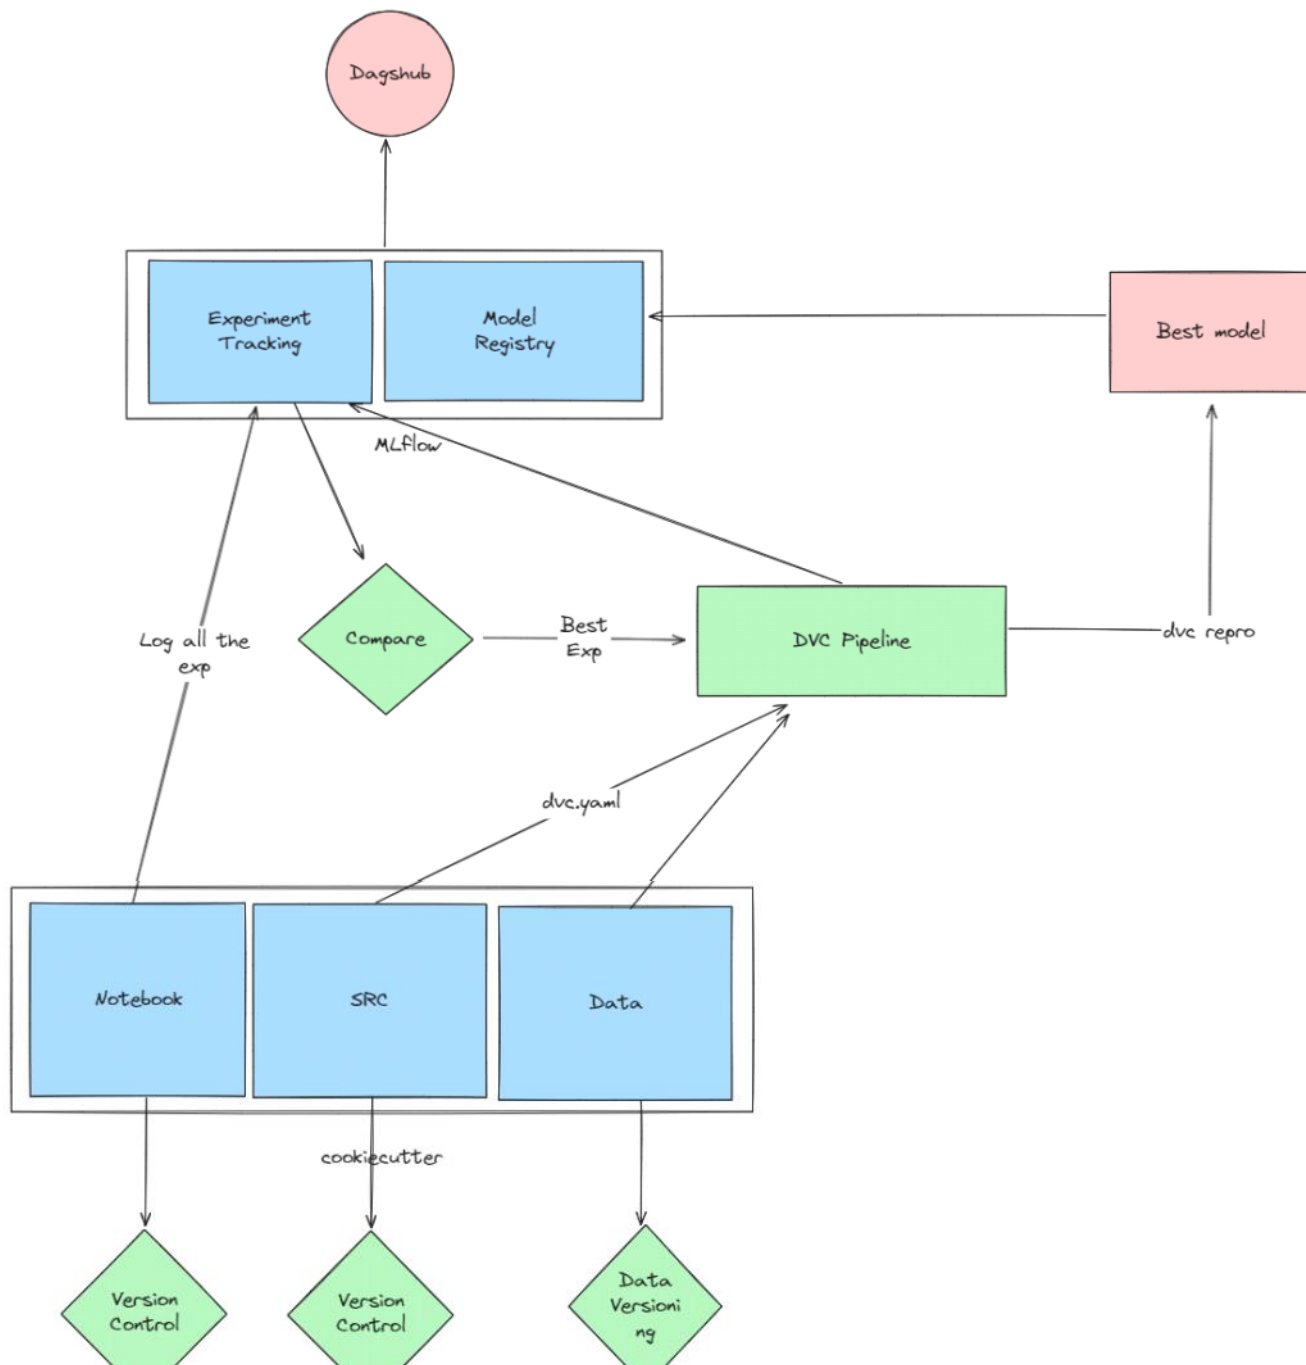 Dagshub
Experiment
Tracking
Model
Registry
Best model
MLflow
Log all the
exp
Compare
Best
Exp
DVC Pipeline
dvc repro
dvc.yaml
Notebook
SRC
Data
cookiecutter
Version
Control
Version
Control
Data
Versioni
ng